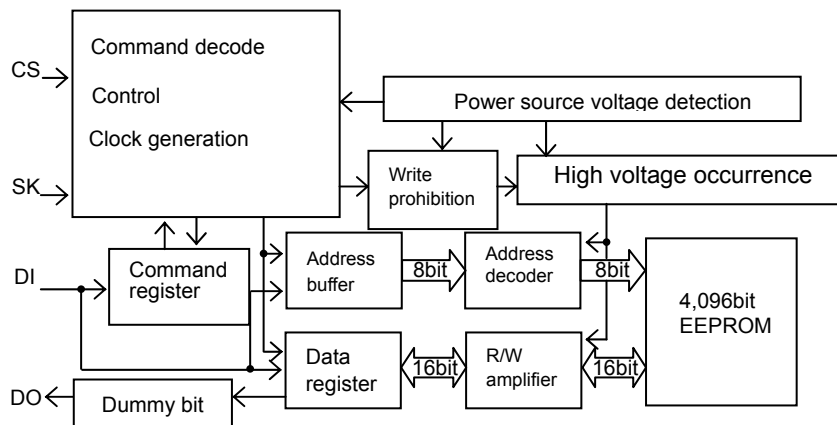 Command decode
CS
Control
Power source voltage detection
Clock generation
Write
prohibition
High voltage occurrence
SK
Command
register
Address
buffer
8bit
Address
decoder
8bit
DI
4,096bit
EEPROM
Data
register
16bit
R/W
amplifier
16bit
DO
Dummy bit